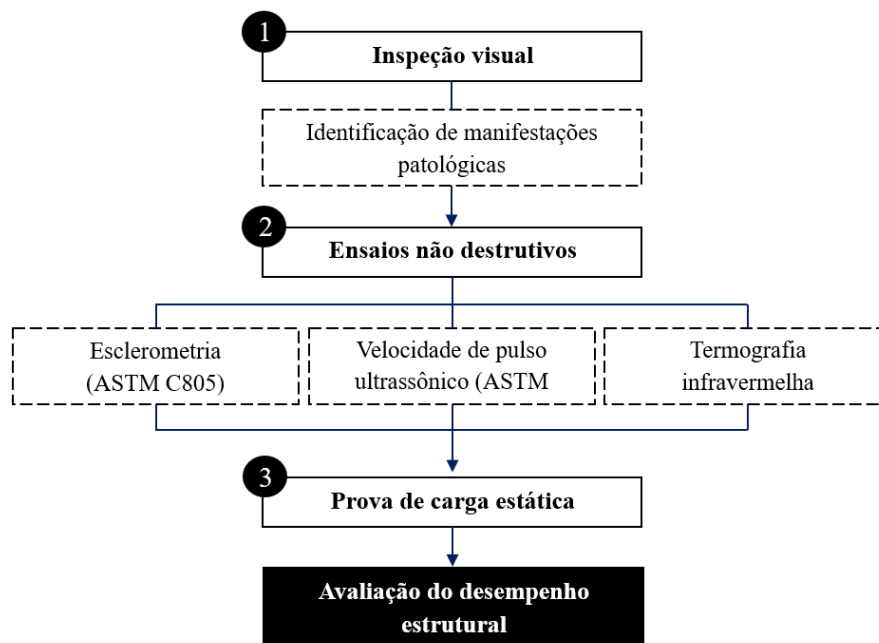 1
Inspeção visual
Identificação de manifestações
patológicas
2
Ensaios não destrutivos
Esclerometria
(ASTM C805)
Velocidade de pulso
ultrassônico (ASTM
Termografia
infravermelha
3
Prova de carga estática
Avaliação do desempenho
estrutural